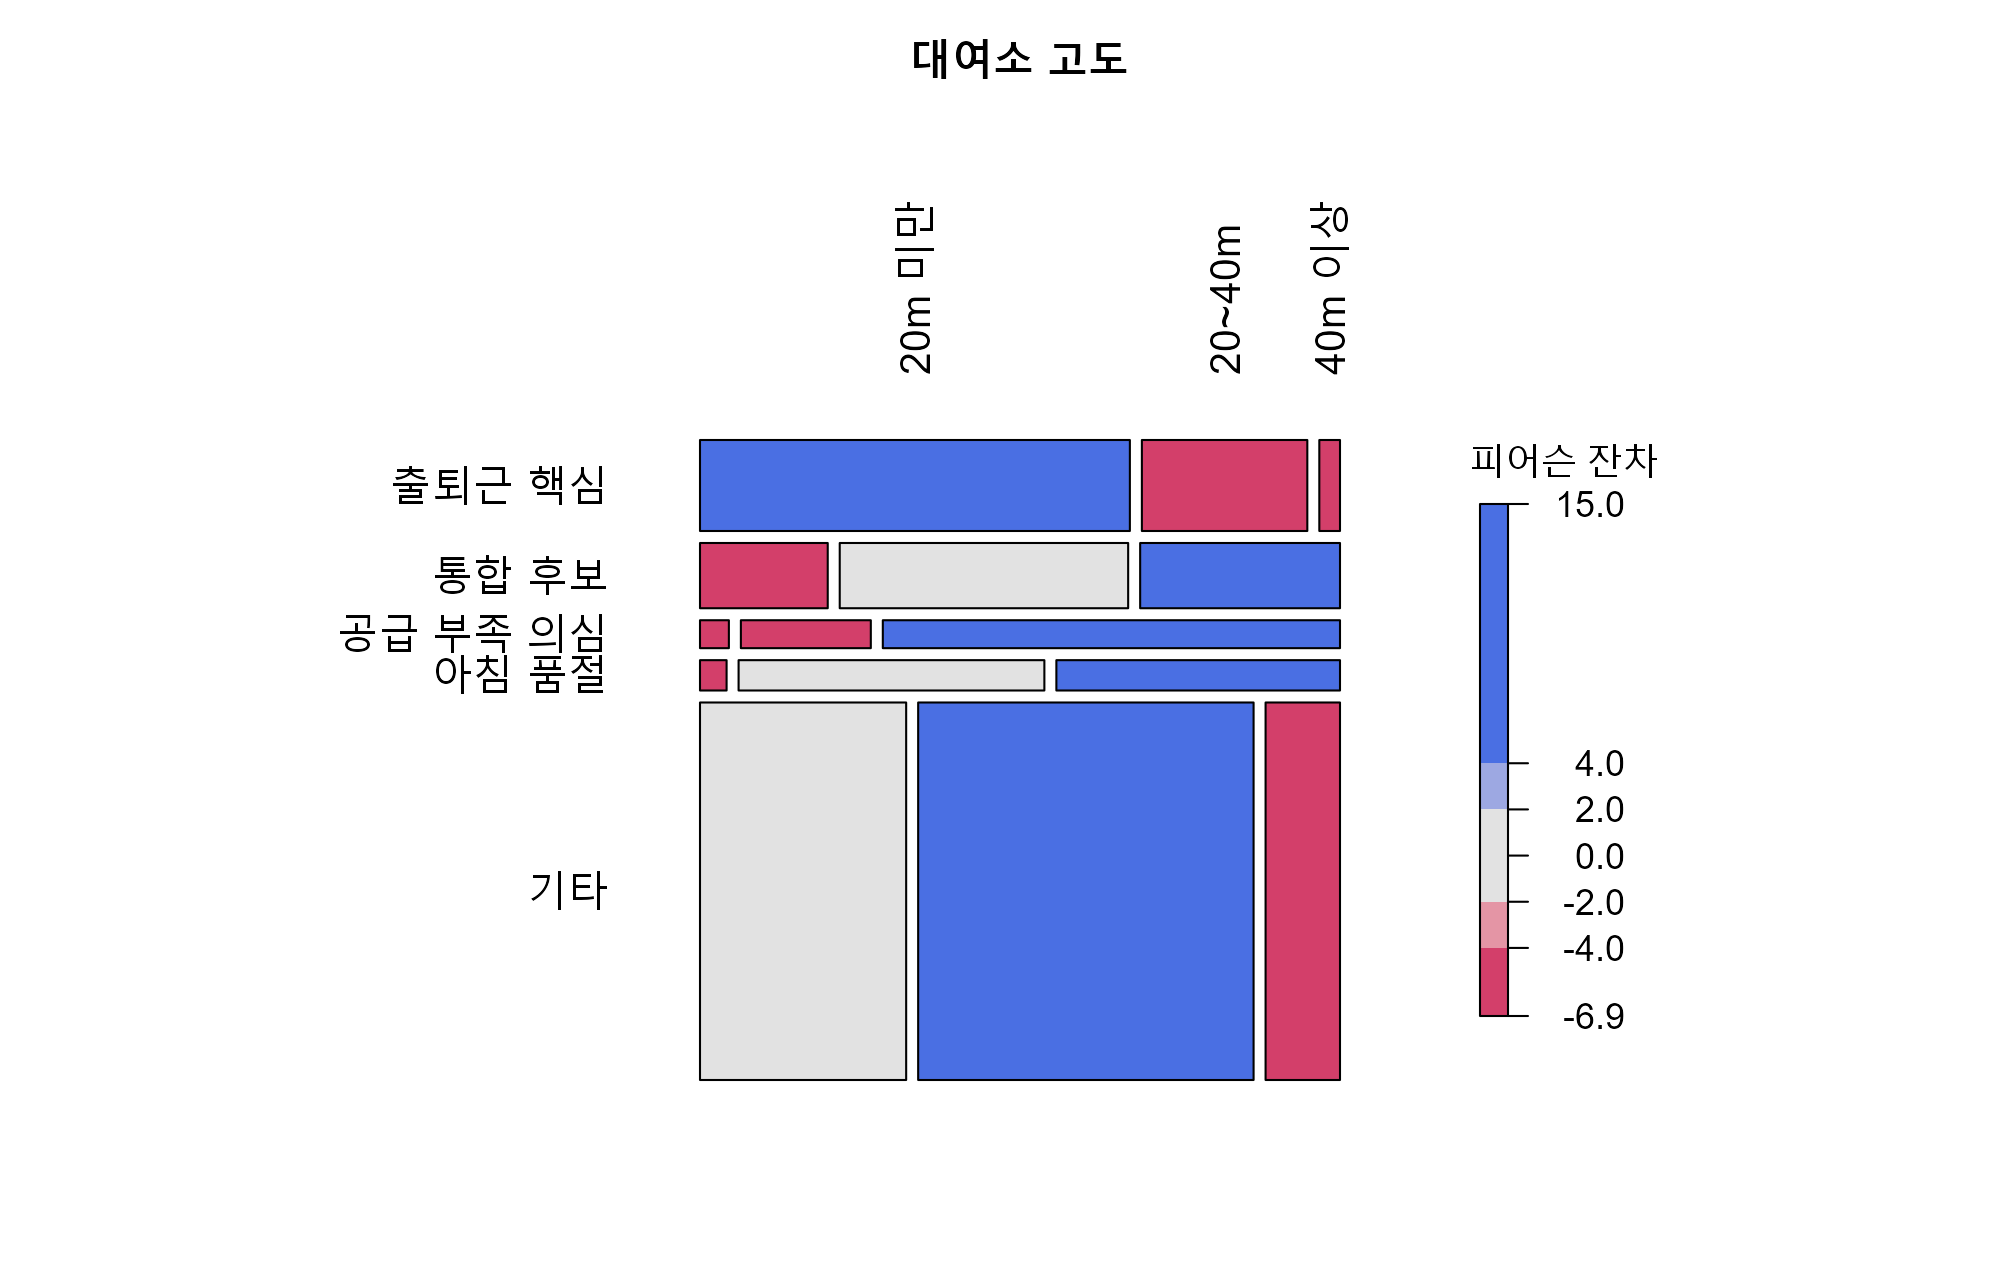 대여소 고도
20m 미만
20~40m
40m 이상
출퇴근 핵심
통합 후보
공급 부족 의심
아침 품절
기타
피어슨 잔차
15.0
4.0
2.0
0.0
-2.0
-4.0
-6.9